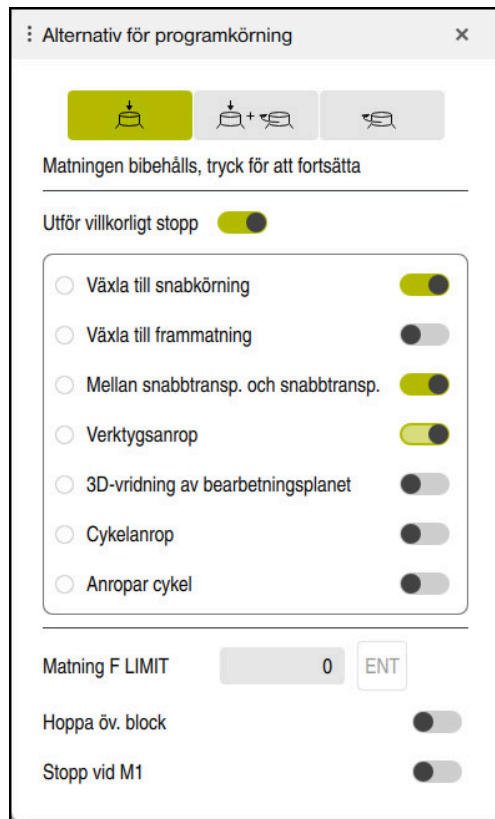 Alternativ för programkörning
Matningen bibehålls, tryck för att fortsätta
Utför villkorligt stopp
Växla till snabkörning
Växla till frammatning
Mellan snabbtransp. och snabbtransp.
Verktygsanrop
3D-vridning av bearbetningsplanet
Cykelanrop
Anropar cykel
Matning F LIMIT 0 ENT
Hoppa öv. block
Stopp vid M1